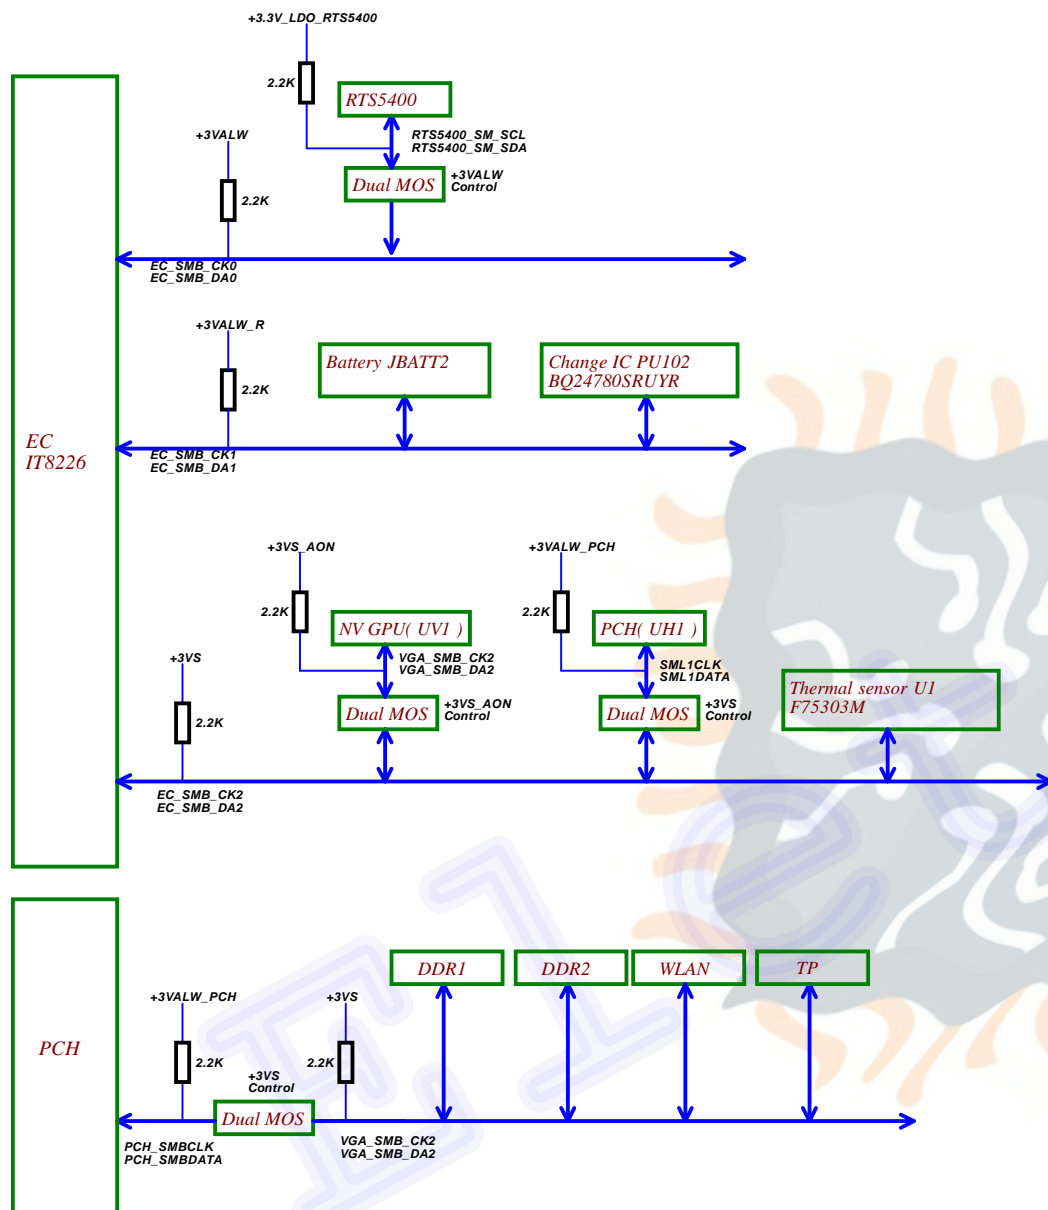 +3.3V_LDO_RTS5400
2.2K
RTS5400
RTS5400_SM_SCL
RTS5400_SM_SDA
+3VALW
2.2K
Dual MOS
+3VALW
Control
EC_SMB_CK0
EC_SMB_DA0
+3VALW_R
2.2K
Battery JBATT2
Change IC PU102
BQ24780SRUYR
EC
IT8226
EC_SMB_CK1
EC_SMB_DA1
+3VS_AON
2.2K
NV GPU( UV1 )
VGA_SMB_CK2
VGA_SMB_DA2
+3VALW_PCH
2.2K
PCH( UH1 )
SML1CLK
SML1DATA
+3VS
2.2K
Dual MOS
+3VS_AON
Control
Dual MOS
+3VS
Control
Thermal sensor U1
F75303M
EC_SMB_CK2
EC_SMB_DA2
DDR1
DDR2
WLAN
TP
+3VALW_PCH
2.2K
+3VS
2.2K
PCH
+3VS
Control
Dual MOS
PCH_SMBCLK
PCH_SMBDATA
VGA_SMB_CK2
VGA_SMB_DA2